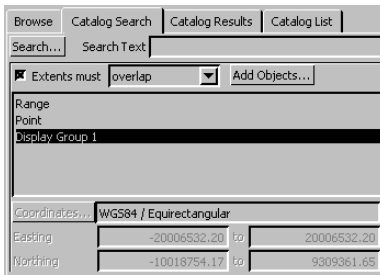 Browse Catalog Search Catalog Results Catalog List
Search... Search Text
Extents must overlap Add Objects...
Range
Point
Display Group 1
Coordinates... WGS84 / Equirectangular
Easting -20006532.20 to 20006532.20
Northing -10018754.17 to 9309361.65